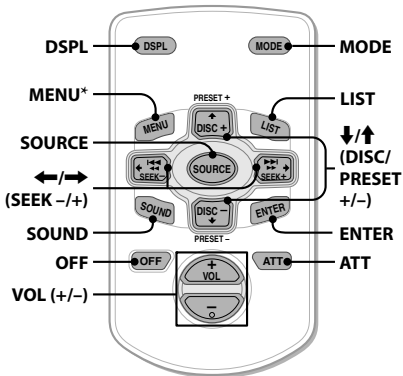 DSPL
DSPL
MODE
MODE
MENU*
PRESET +
LIST
MENU
DISC +
LIST
SOURCE
SOURCE
←/→
(SEEK –/+)
SEEK–
SEEK+
↓/↑
(DISC/
PRESET
+/–)
SOUND
SOUND
DISC –
ENTER
ENTER
PRESET –
OFF
OFF
ATT
ATT
VOL (+/–)
+
VOL
–